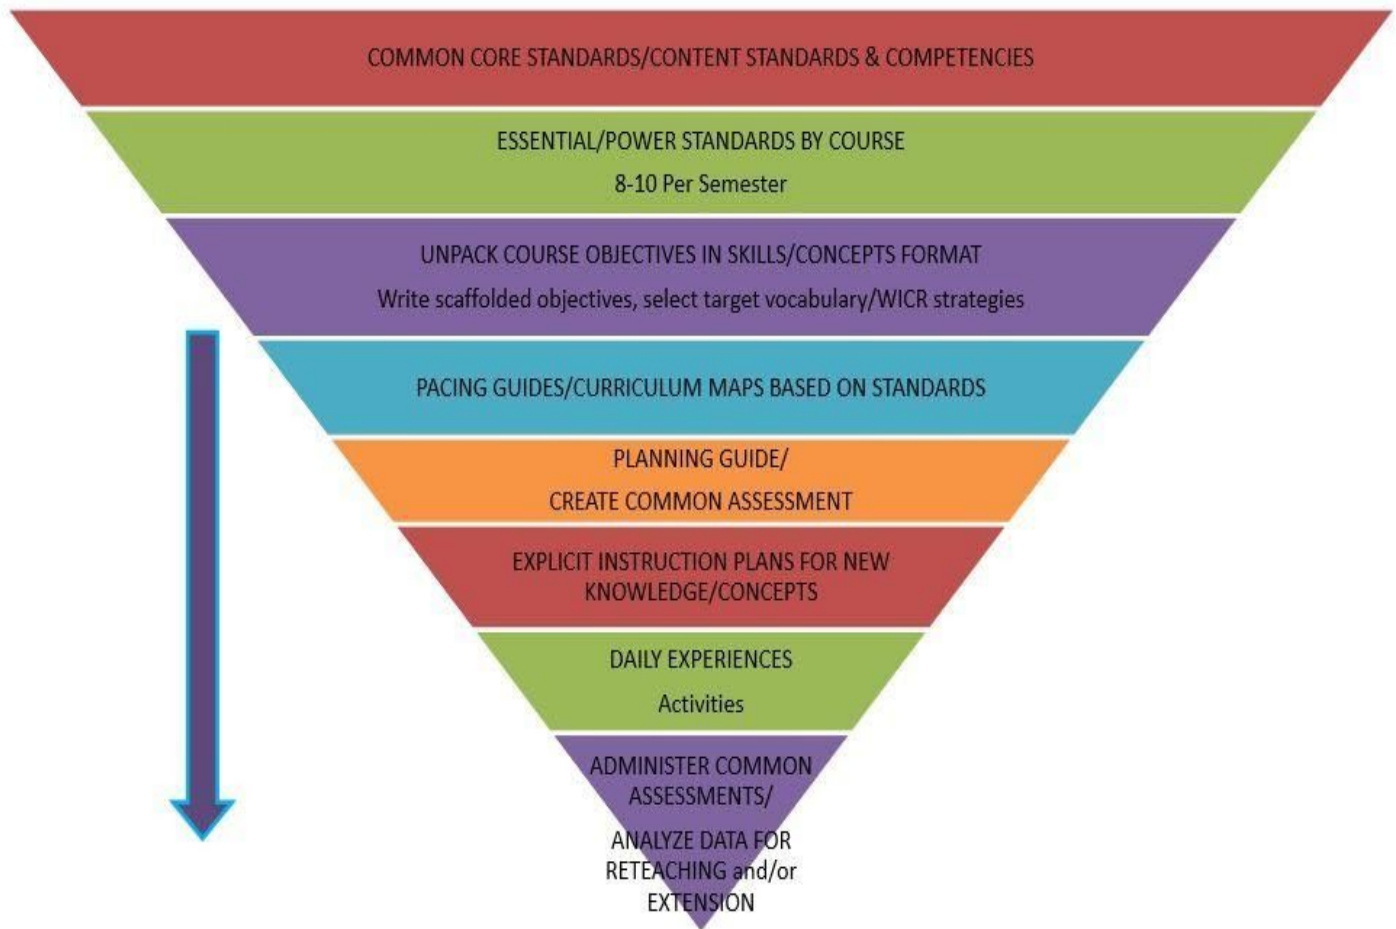 COMMON CORE STANDARDS/CONTENT STANDARDS & COMPETENCIES
ESSENTIAL/POWER STANDARDS BY COURSE
8-10 Per Semester
UNPACK COURSE OBJECTIVES IN SKILLS/CONCEPTS FORMAT
Write scaffolded objectives, select target vocabulary/WICR strategies
PACING GUIDES/CURRICULUM MAPS BASED ON STANDARDS
PLANNING GUIDE/
CREATE COMMON ASSESSMENT
EXPLICIT INSTRUCTION PLANS FOR NEW
KNOWLEDGE/CONCEPTS
DAILY EXPERIENCES
Activities
ADMINISTER COMMON
ASSESSMENTS/
ANALYZE DATA FOR
RETEACHING and/or
EXTENSION